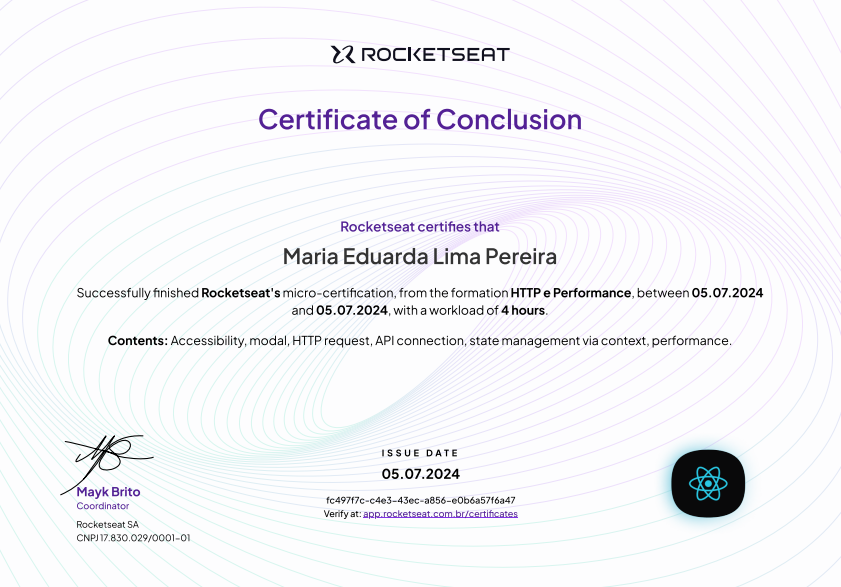 ROCKETSEAT
Certificate of Conclusion
Rocketseat certifies that
Maria Eduarda Lima Pereira
Successfully finished Rocketseat's micro-certification, from the formation HTTP e Performance, between 05.07.2024
and 05.07.2024, with a workload of 4 hours.
Contents: Accessibility, modal, HTTP request, API connection, state management via context, performance.
Mayk Brito
Coordinator
Rocketseat SA
CNPJ 17.830.029/0001-01
ISSUE DATE
05.07.2024
fc497f7c-c4e3-43ec-a856-e0b6a57f6a47
Verify at: app.rocketseat.com.br/certificates